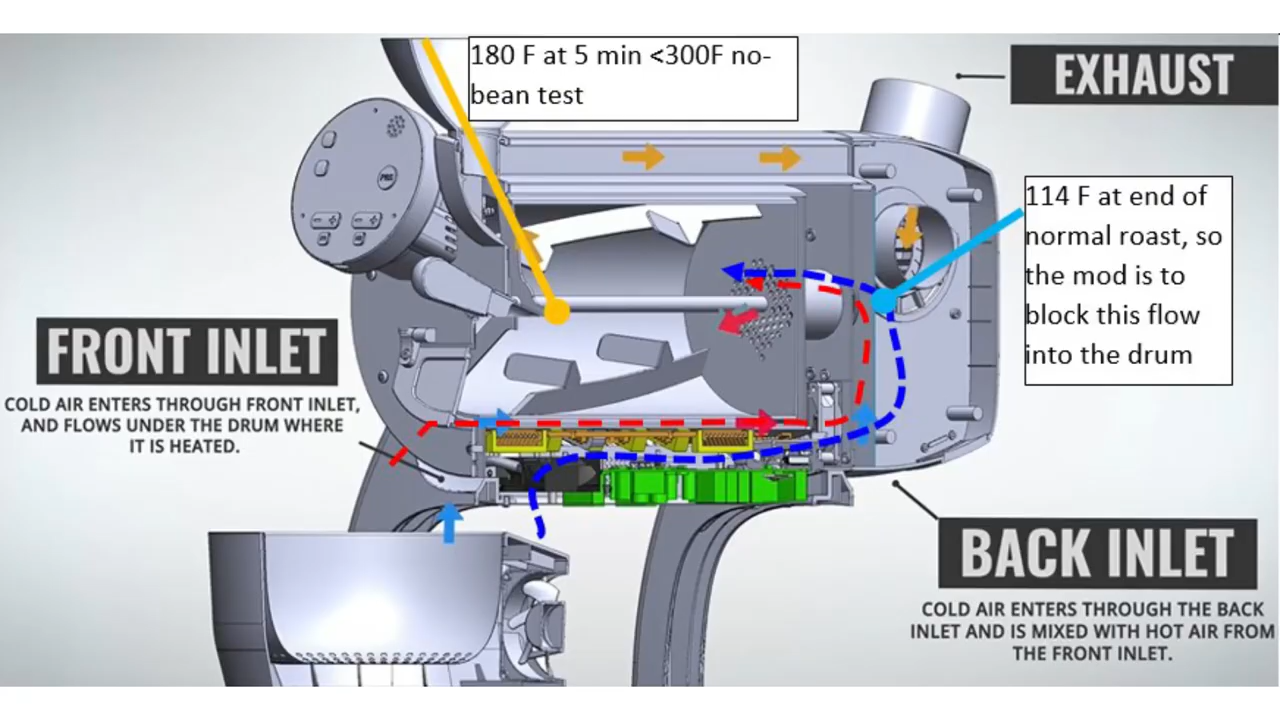 180 F at 5 min <300F no-
bean test
EXHAUST
114 F at end of
normal roast, so
the mod is to
block this flow
into the drum
FRONT INLET
COLD AIR ENTERS THROUGH FRONT INLET,
AND FLOWS UNDER THE DRUM WHERE
IT IS HEATED.
BACK INLET
COLD AIR ENTERS THROUGH THE BACK
INLET AND IS MIXED WITH HOT AIR FROM
THE FRONT INLET.